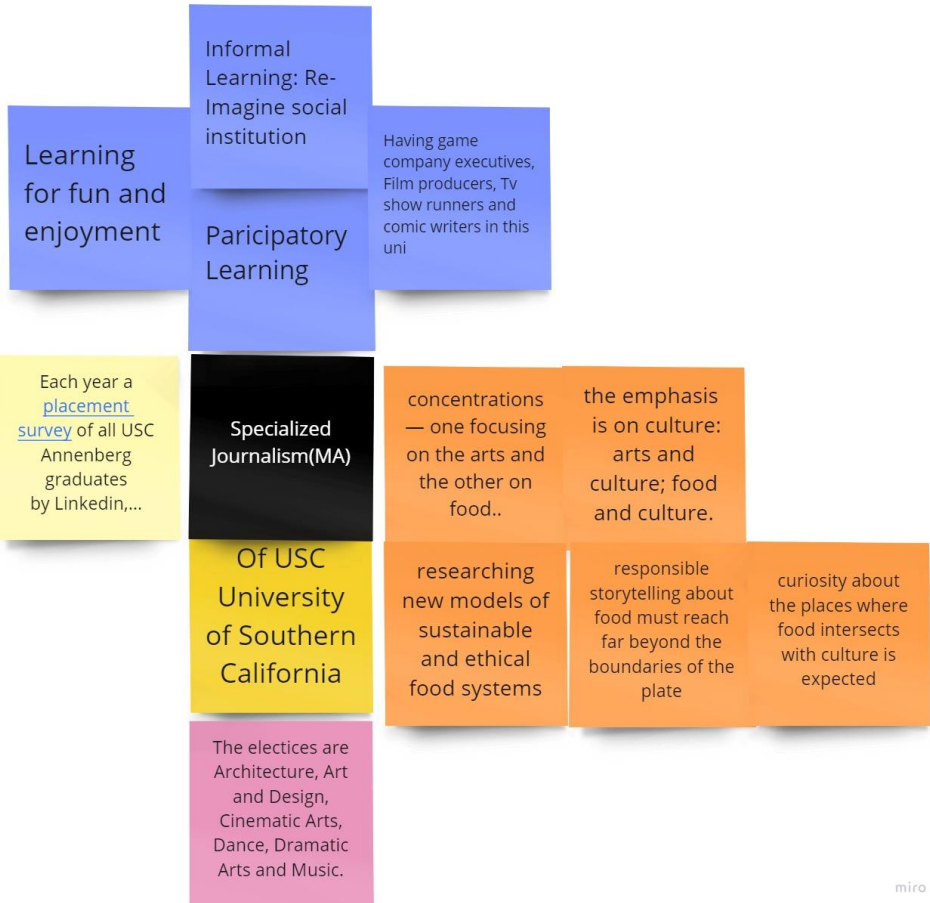 Informal
Learning: Re-
Imagine social
institution
Learning
for fun and
enjoyment
Having game
company executives,
Film producers, Tv
show runners and
comic writers in this
uni
Paricipatory
Learning
Each year a
placement
survey of all USC
Annenberg
graduates
by Linkedin,...
Specialized
Journalism(MA)
concentrations
— one focusing
on the arts and
the other on
food..
the emphasis
is on culture:
arts and
culture; food
and culture.
Of USC
University
of Southern
California
researching
new models of
sustainable
and ethical
food systems
responsible
storytelling about
food must reach
far beyond the
boundaries of the
plate
curiosity about
the places where
food intersects
with culture is
expected
The electices are
Architecture, Art
and Design,
Cinematic Arts,
Dance, Dramatic
Arts and Music.
miro